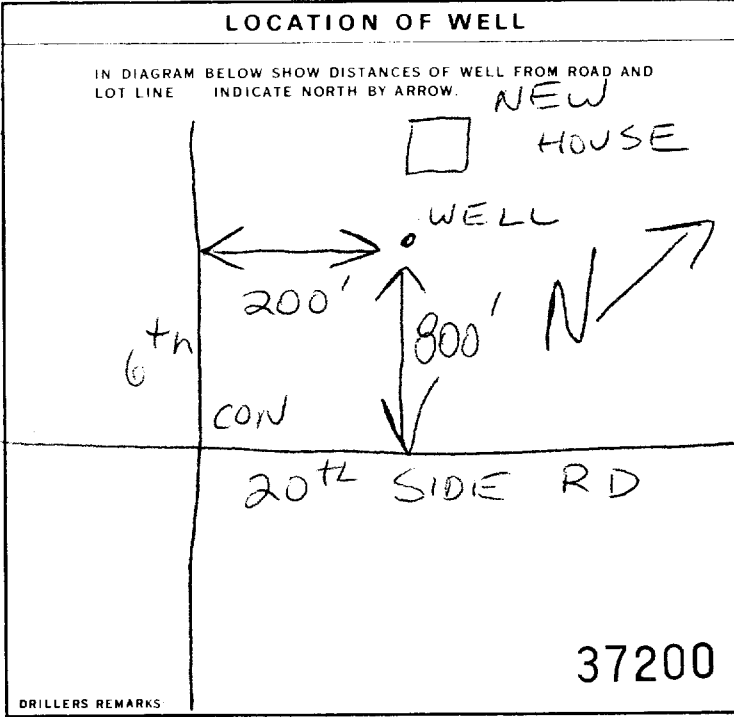 LOCATION OF WELL
IN DIAGRAM BELOW SHOW DISTANCES OF WELL FROM ROAD AND
LOT LINE INDICATE NORTH BY ARROW.
NEW
HOUSE
WELL
200'
800'
N
6th
CON
20th SIDE RD
37200
DRILLERS REMARKS